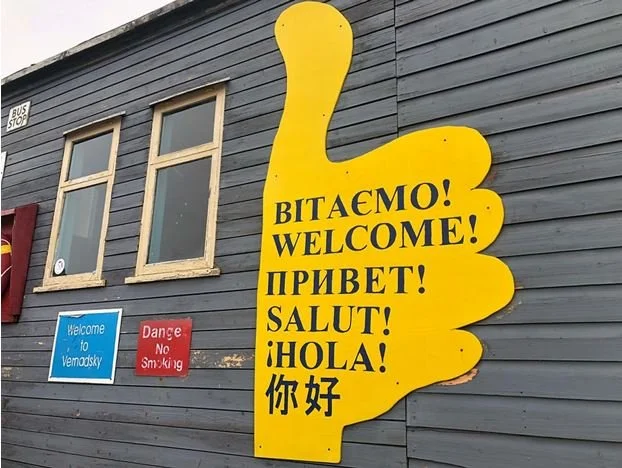 BUS
STOP
Welcome
to
Vernadsky
Danger
No
Smoking
ВІТАЄМО!
WELCOME!
ПРИВЕТ!
SALUT!
¡HOLA!
你好